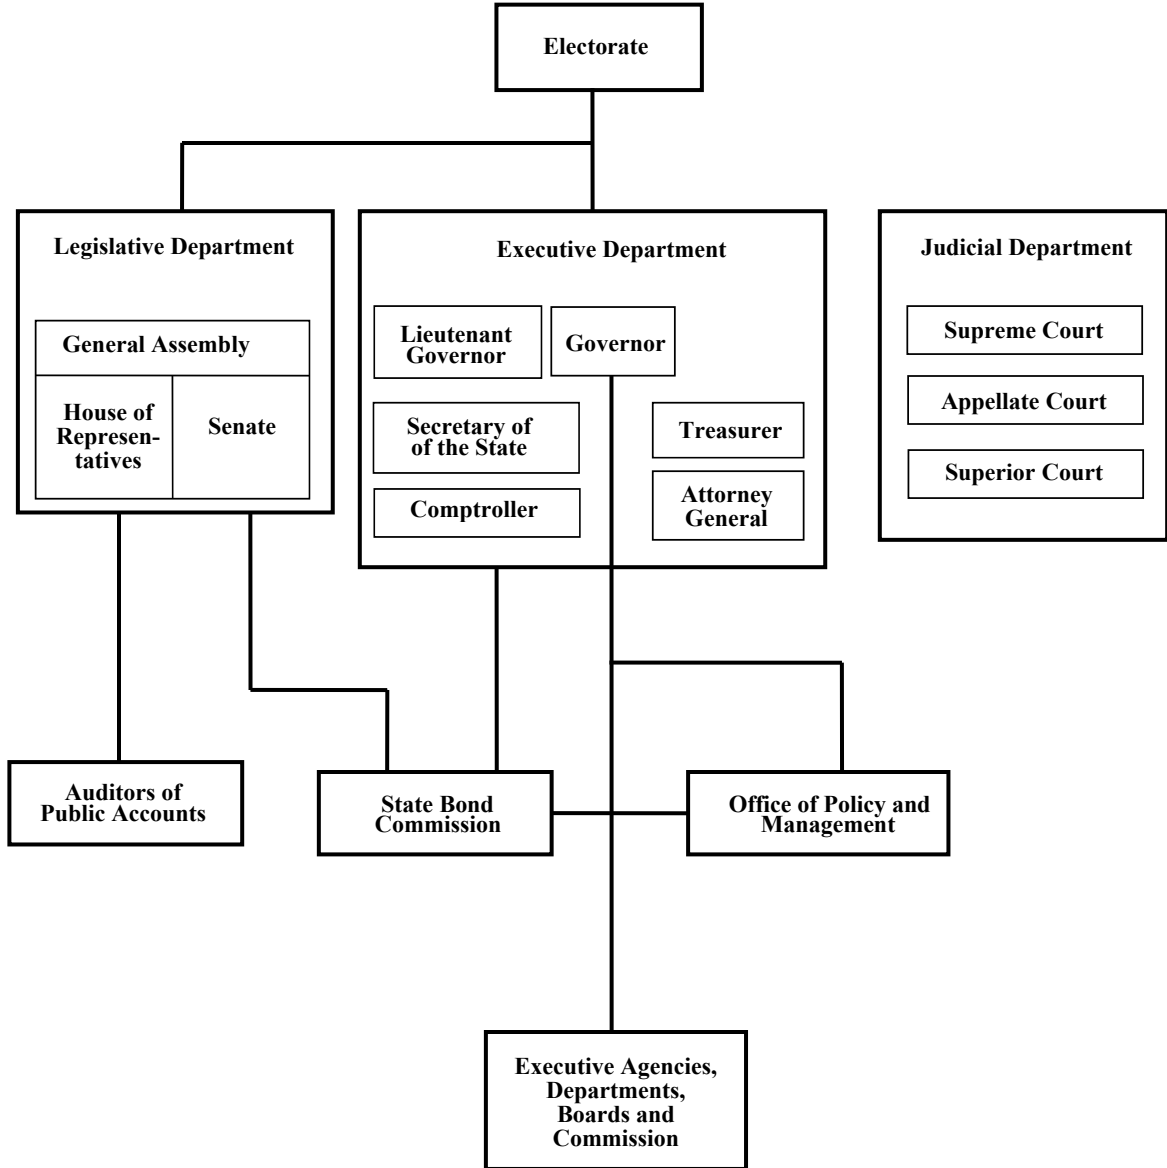 Electorate
Legislative Department
General Assembly
House of
Represen-
tatives
Senate
Executive Department
Lieutenant
Governor
Governor
Secretary of
of the State
Treasurer
Comptroller
Attorney
General
Judicial Department
Supreme Court
Appellate Court
Superior Court
Auditors of
Public Accounts
State Bond
Commission
Office of Policy and
Management
Executive Agencies,
Departments,
Boards and
Commission